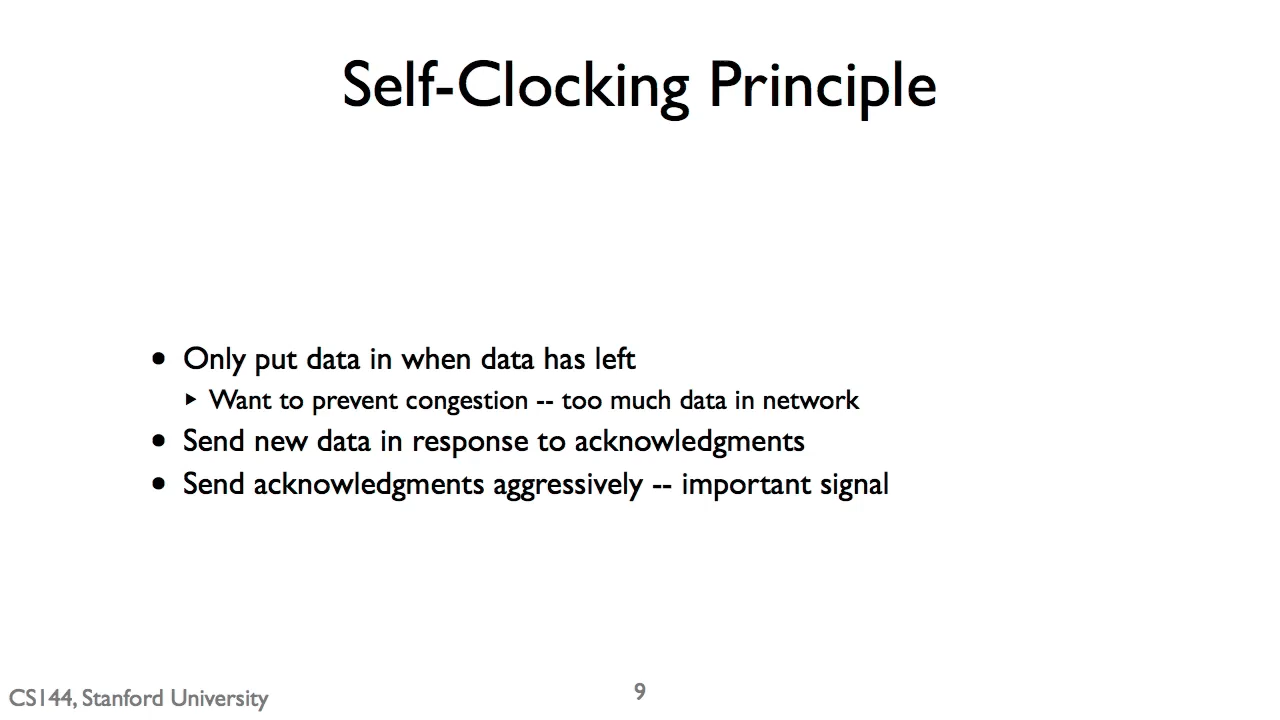 Self-Clocking Principle
• Only put data in when data has left
‣ Want to prevent congestion -- too much data in network
• Send new data in response to acknowledgments
• Send acknowledgments aggressively -- important signal
CS144, Stanford University
9